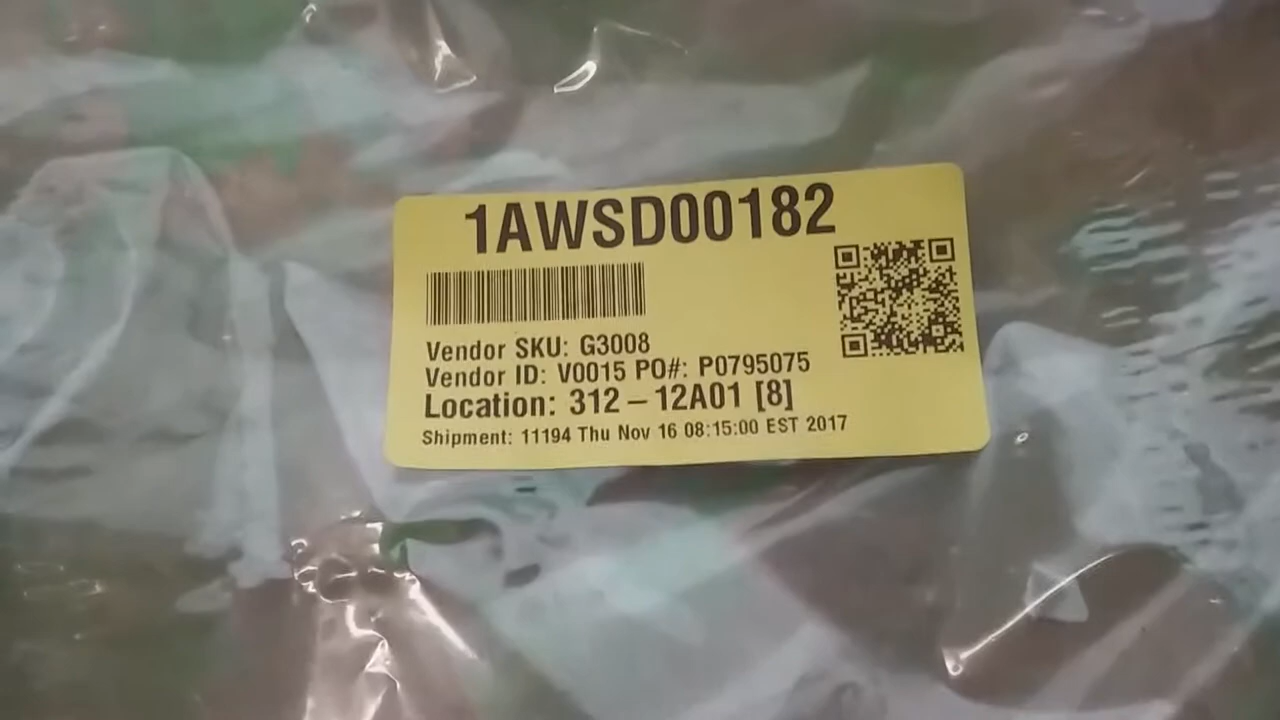 1AWSD00182
Vendor SKU: G3008
Vendor ID: V0015 PO#: P0795075
Location: 312 – 12A01 [8]
Shipment: 11194 Thu Nov 16 08:15:00 EST 2017